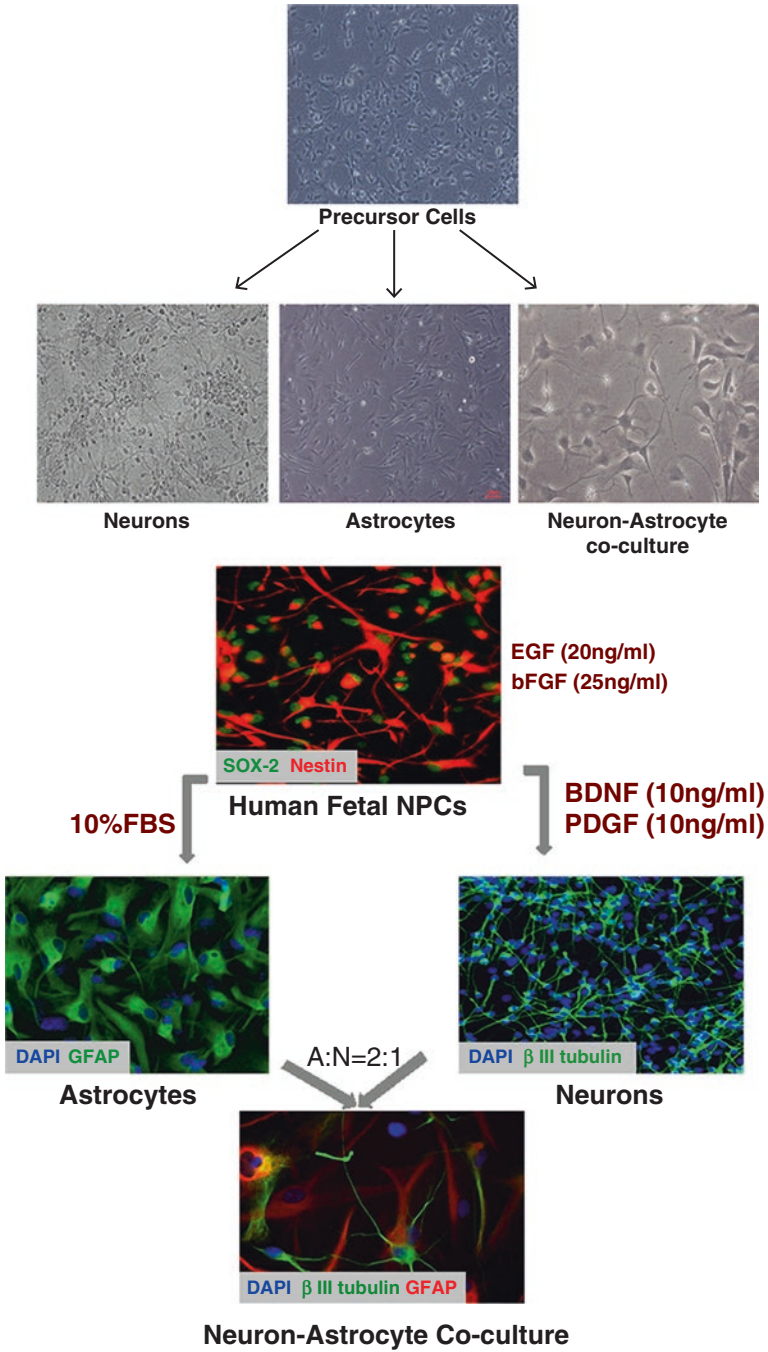 Precursor Cells
Neurons
Astrocytes
Neuron-Astrocyte
co-culture
EGF (20ng/ml)
bFGF (25ng/ml)
SOX-2 Nestin
Human Fetal NPCs
10%FBS
BDNF (10ng/ml)
PDGF (10ng/ml)
DAPI GFAP
Astrocytes
A:N=2:1
DAPI β III tubulin
Neurons
DAPI β III tubulin GFAP
Neuron-Astrocyte Co-culture